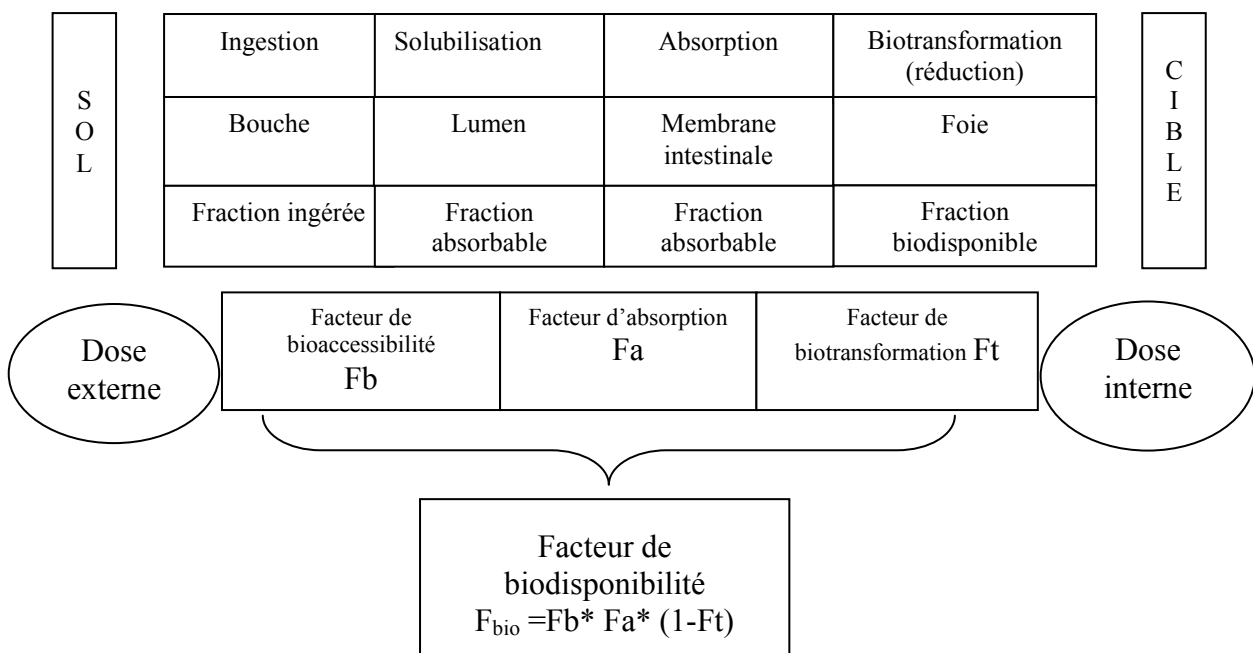 S
O
L
Ingestion
Solubilisation
Absorption
Biotransformation
(réduction)
Bouche
Lumen
Membrane
intestinale
Foie
Fraction ingérée
Fraction
absorbable
Fraction
absorbable
Fraction
biodisponible
C
I
B
L
E
Dose
externe
Facteur de
bioaccessibilité
Fb
Facteur d’absorption
Fa
Facteur de
biotransformation Ft
Dose
interne
Facteur de
biodisponibilité
Fbio =Fb* Fa* (1-Ft)